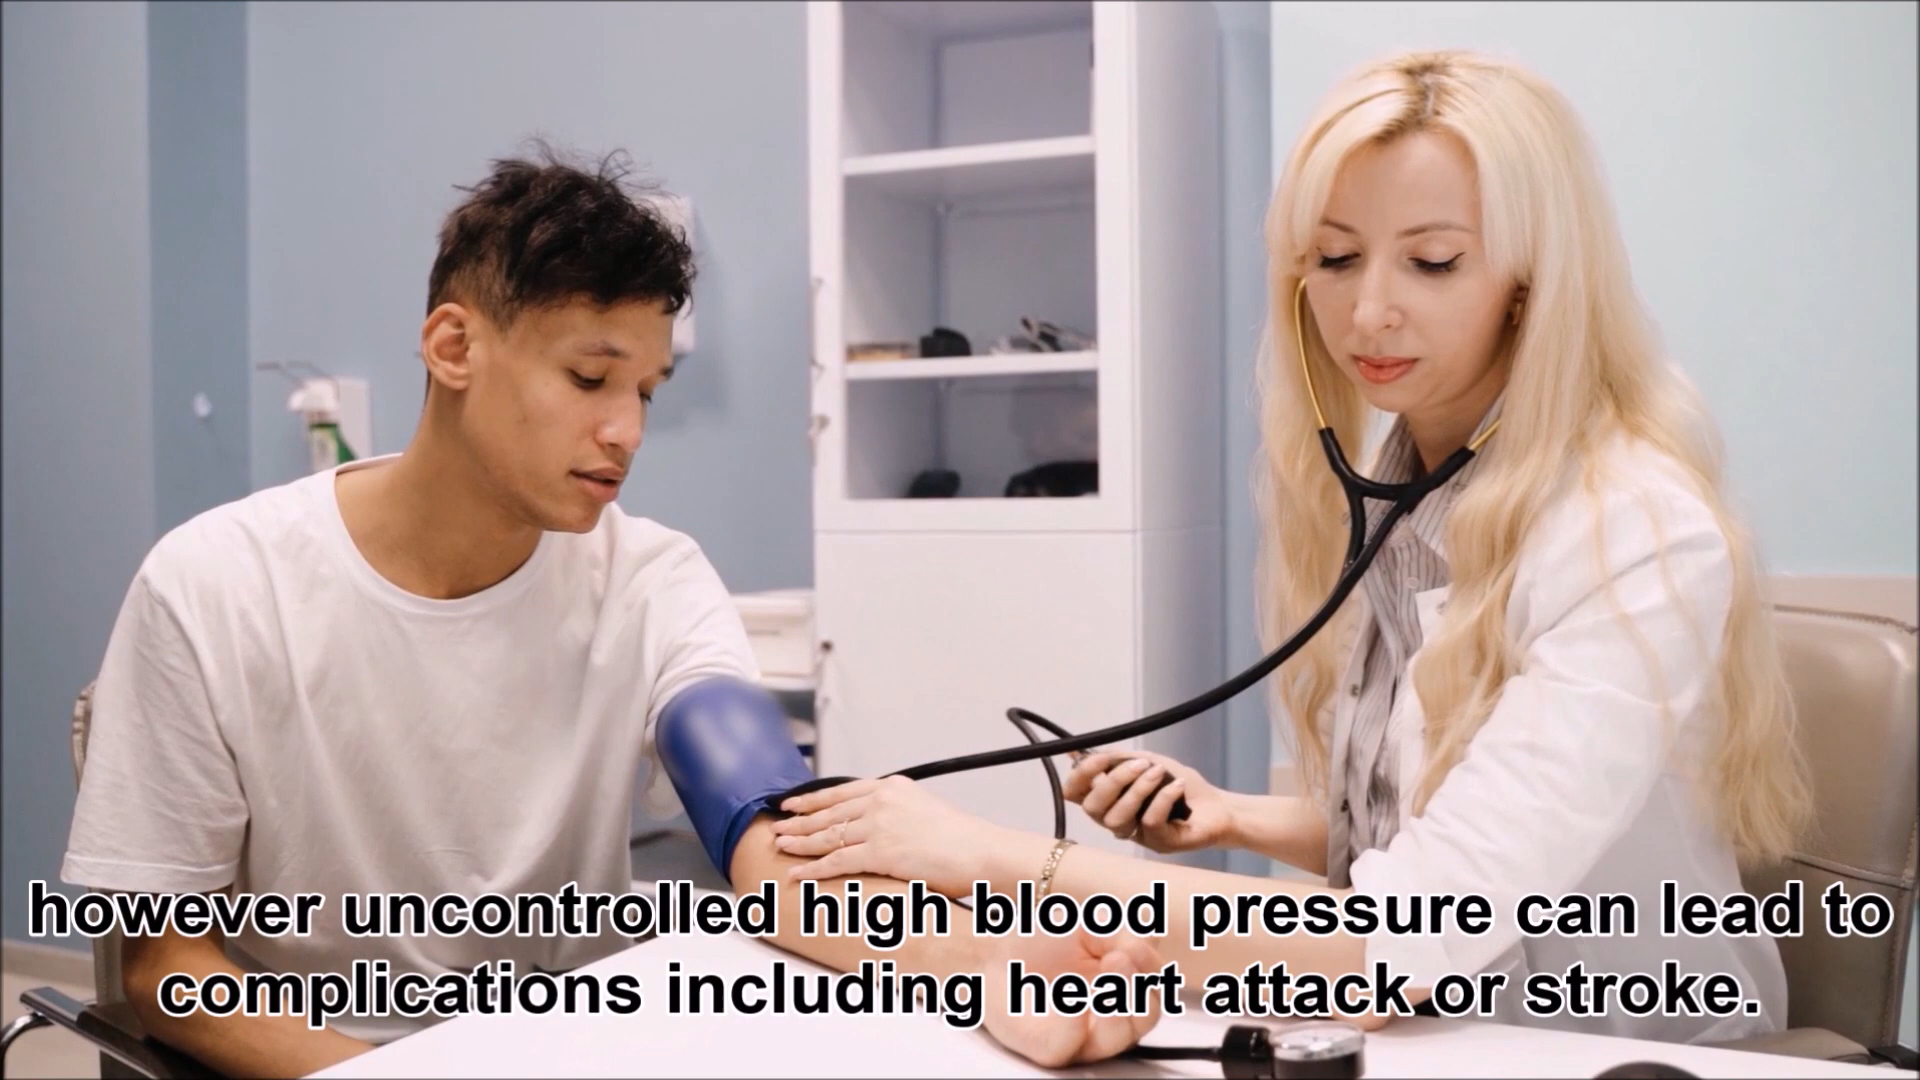 however uncontrolled high blood pressure can lead to
complications including heart attack or stroke.